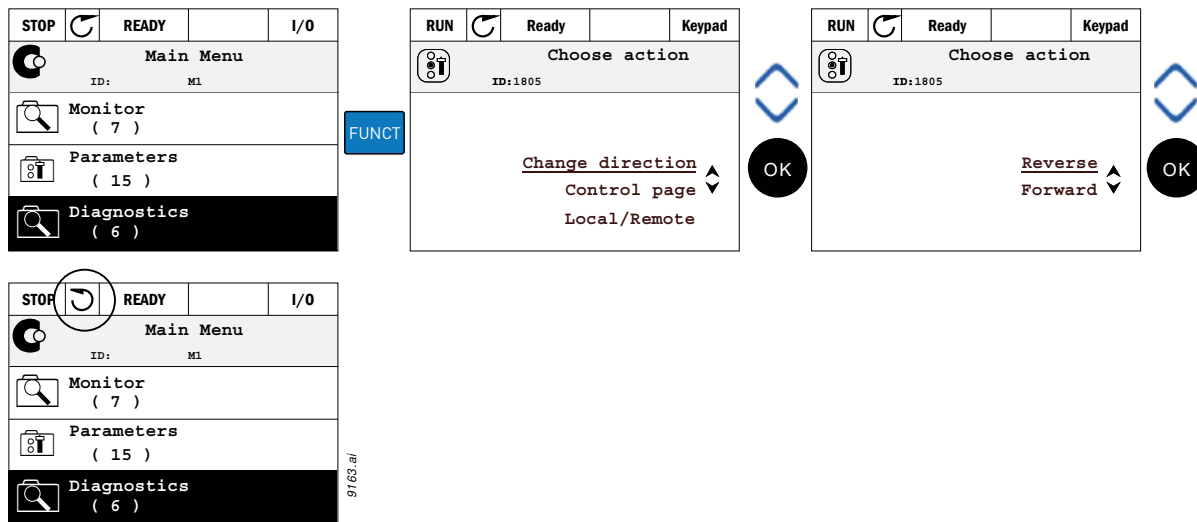 STOP READY I/O
Main Menu
ID: M1
Monitor
( 7 )
Parameters
( 15 )
Diagnostics
( 6 )
FUNCT
RUN Ready Keypad
Choose action
ID:1805
Change direction
Control page
Local/Remote
OK
RUN Ready Keypad
Choose action
ID:1805
Reverse
Forward
OK
STOP READY I/O
Main Menu
ID: M1
Monitor
( 7 )
Parameters
( 15 )
Diagnostics
( 6 )
9163.ai